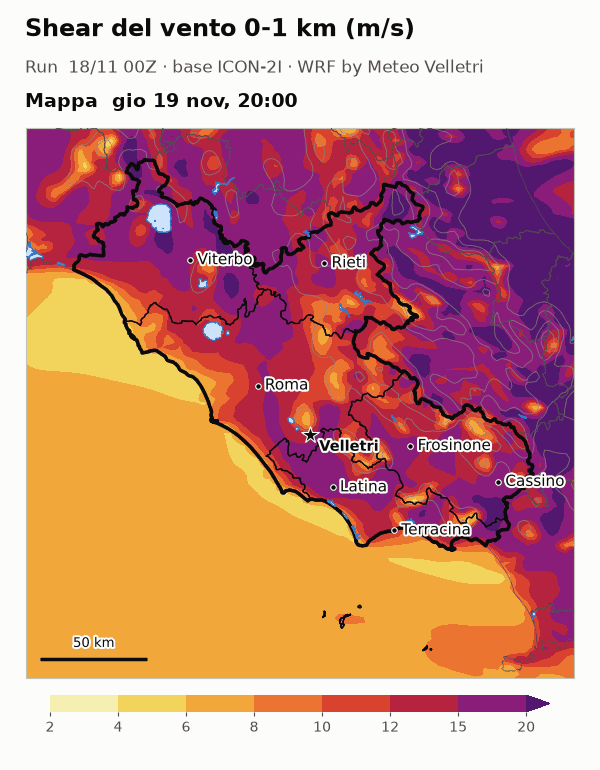 Shear del vento 0-1 km (m/s)
Run  18/11 00Z · base ICON-2I · WRF by Meteo Velletri
Mappa  gio 19 nov, 20:00
Viterbo
Rieti
Roma
Velletri
Frosinone
Latina
Cassino
Terracina
50 km
2 4 6 8 10 12 15 20